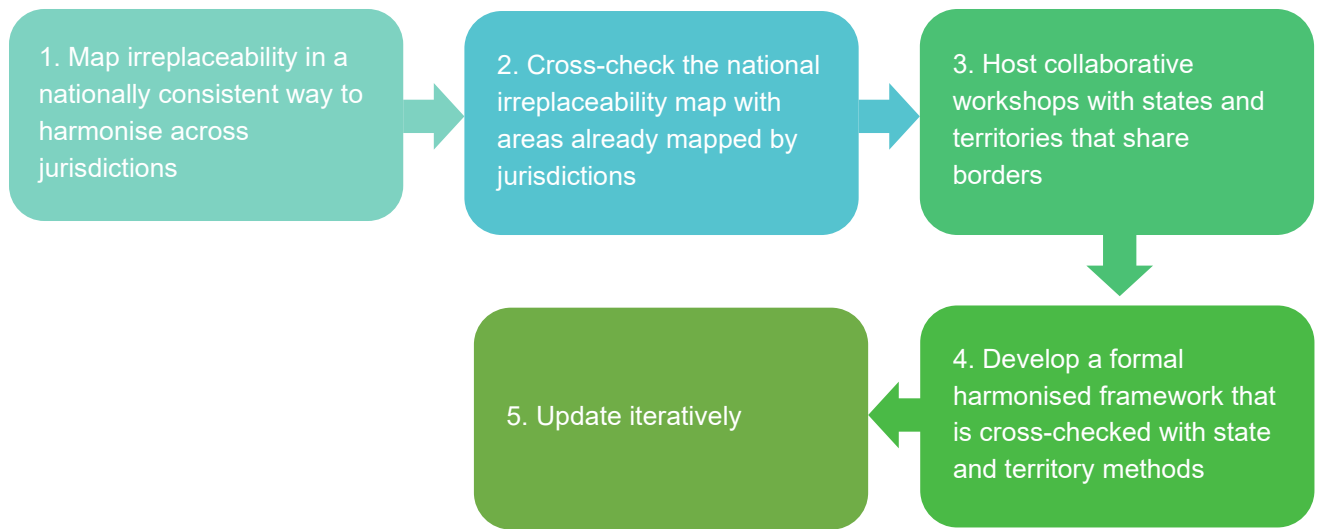 1. Map irreplaceability in a
nationally consistent way to
harmonise across
jurisdictions
2. Cross-check the national
irreplaceability map with
areas already mapped by
jurisdictions
3. Host collaborative
workshops with states and
territories that share
borders
4. Develop a formal
harmonised framework that
is cross-checked with state
and territory methods
5. Update iteratively